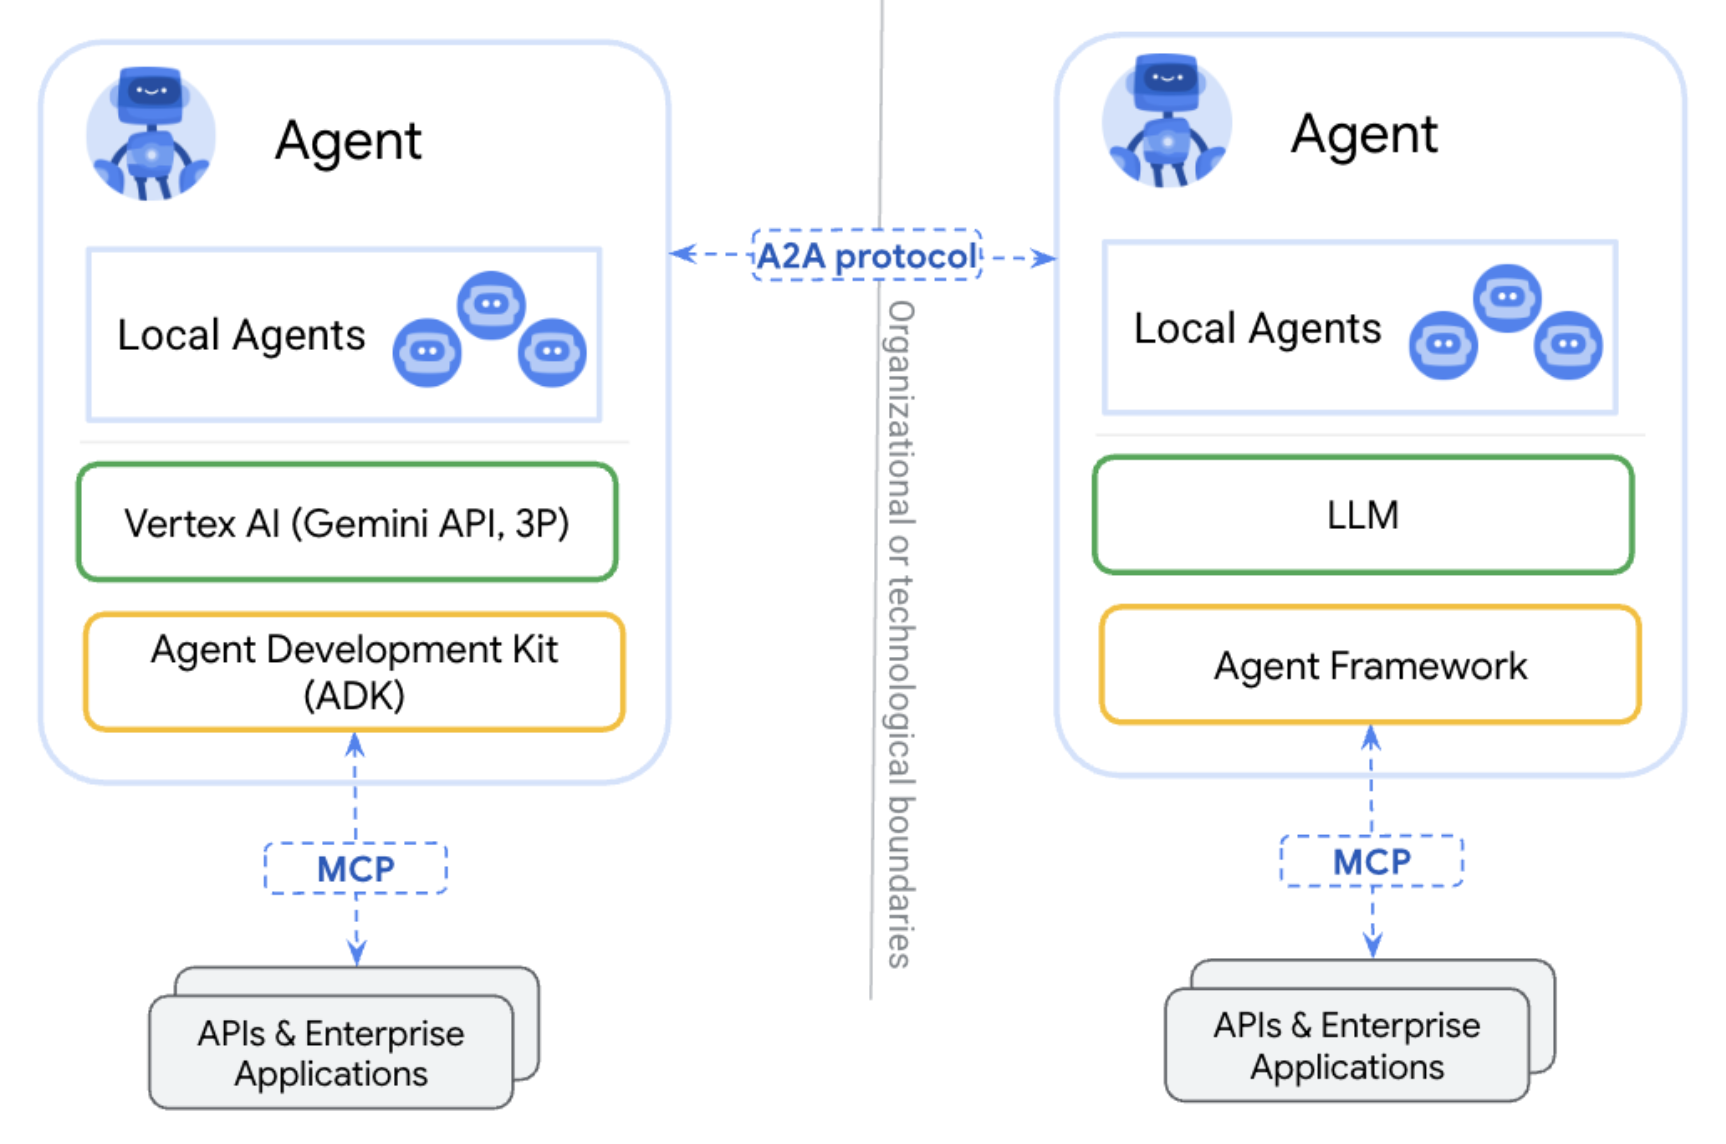 Agent
Local Agents
Vertex AI (Gemini API, 3P)
Agent Development Kit
(ADK)
MCP
APIs & Enterprise
Applications
A2A protocol
Organizational or technological boundaries
Agent
Local Agents
LLM
Agent Framework
MCP
APIs & Enterprise
Applications